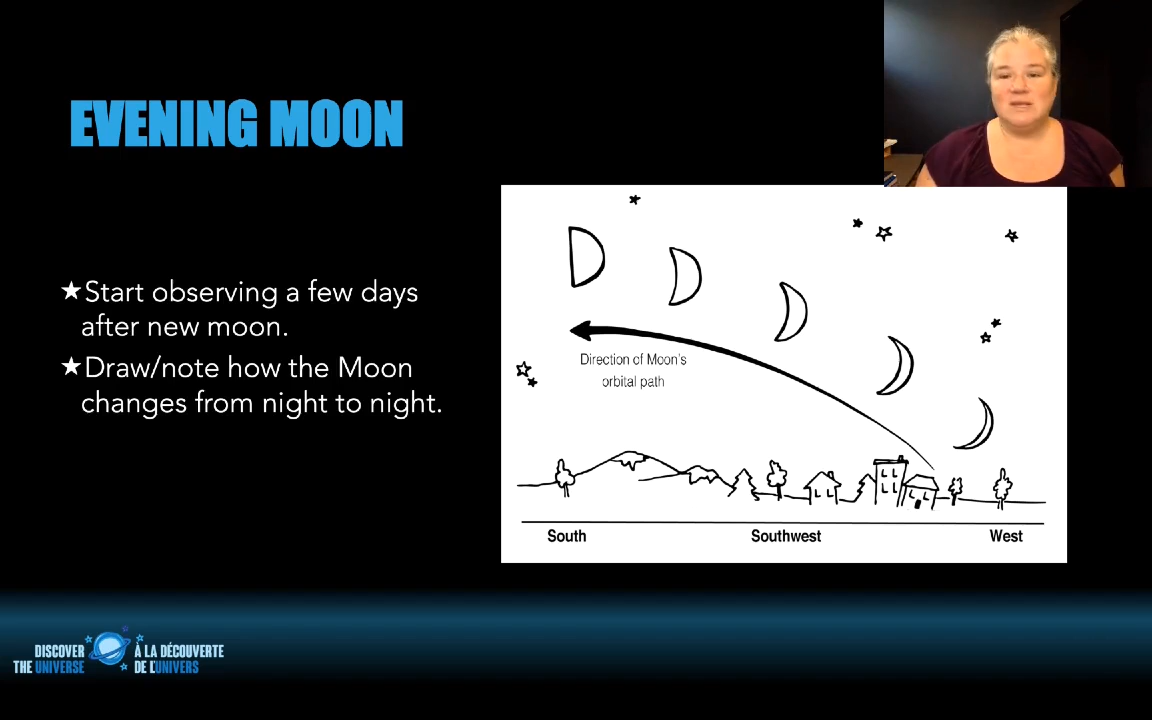 EVENING MOON
★Start observing a few days
after new moon.
★Draw/note how the Moon
changes from night to night.
Direction of Moon's
orbital path
South
Southwest
West
DISCOVER
THE UNIVERSE
À LA DÉCOUVERTE
DE L'UNIVERS